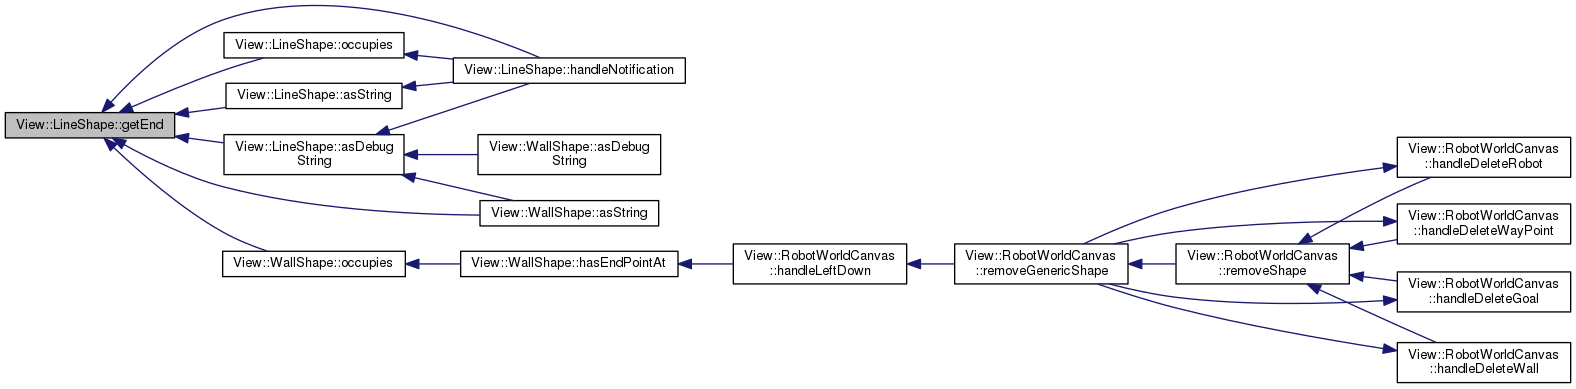 View::LineShape::getEnd
View::LineShape::occupies
View::LineShape::asString
View::LineShape::asDebug
String
View::WallShape::occupies
View::LineShape::handleNotification
View::WallShape::asDebug
String
View::WallShape::asString
View::WallShape::hasEndPointAt
View::RobotWorldCanvas
::handleLeftDown
View::RobotWorldCanvas
::removeGenericShape
View::RobotWorldCanvas
::removeShape
View::RobotWorldCanvas
::handleDeleteRobot
View::RobotWorldCanvas
::handleDeleteWayPoint
View::RobotWorldCanvas
::handleDeleteGoal
View::RobotWorldCanvas
::handleDeleteWall